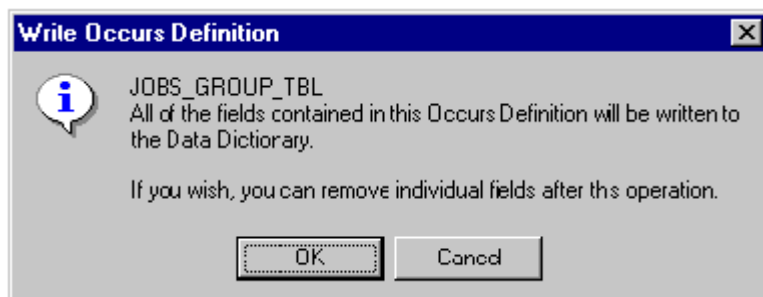 Write Occurs Definition
JOBS_GROUP_TBL
All of the fields contained in this Occurs Definition will be written to
the Data Dictionary.
If you wish, you can remove individual fields after this operation.
OK
Cancel